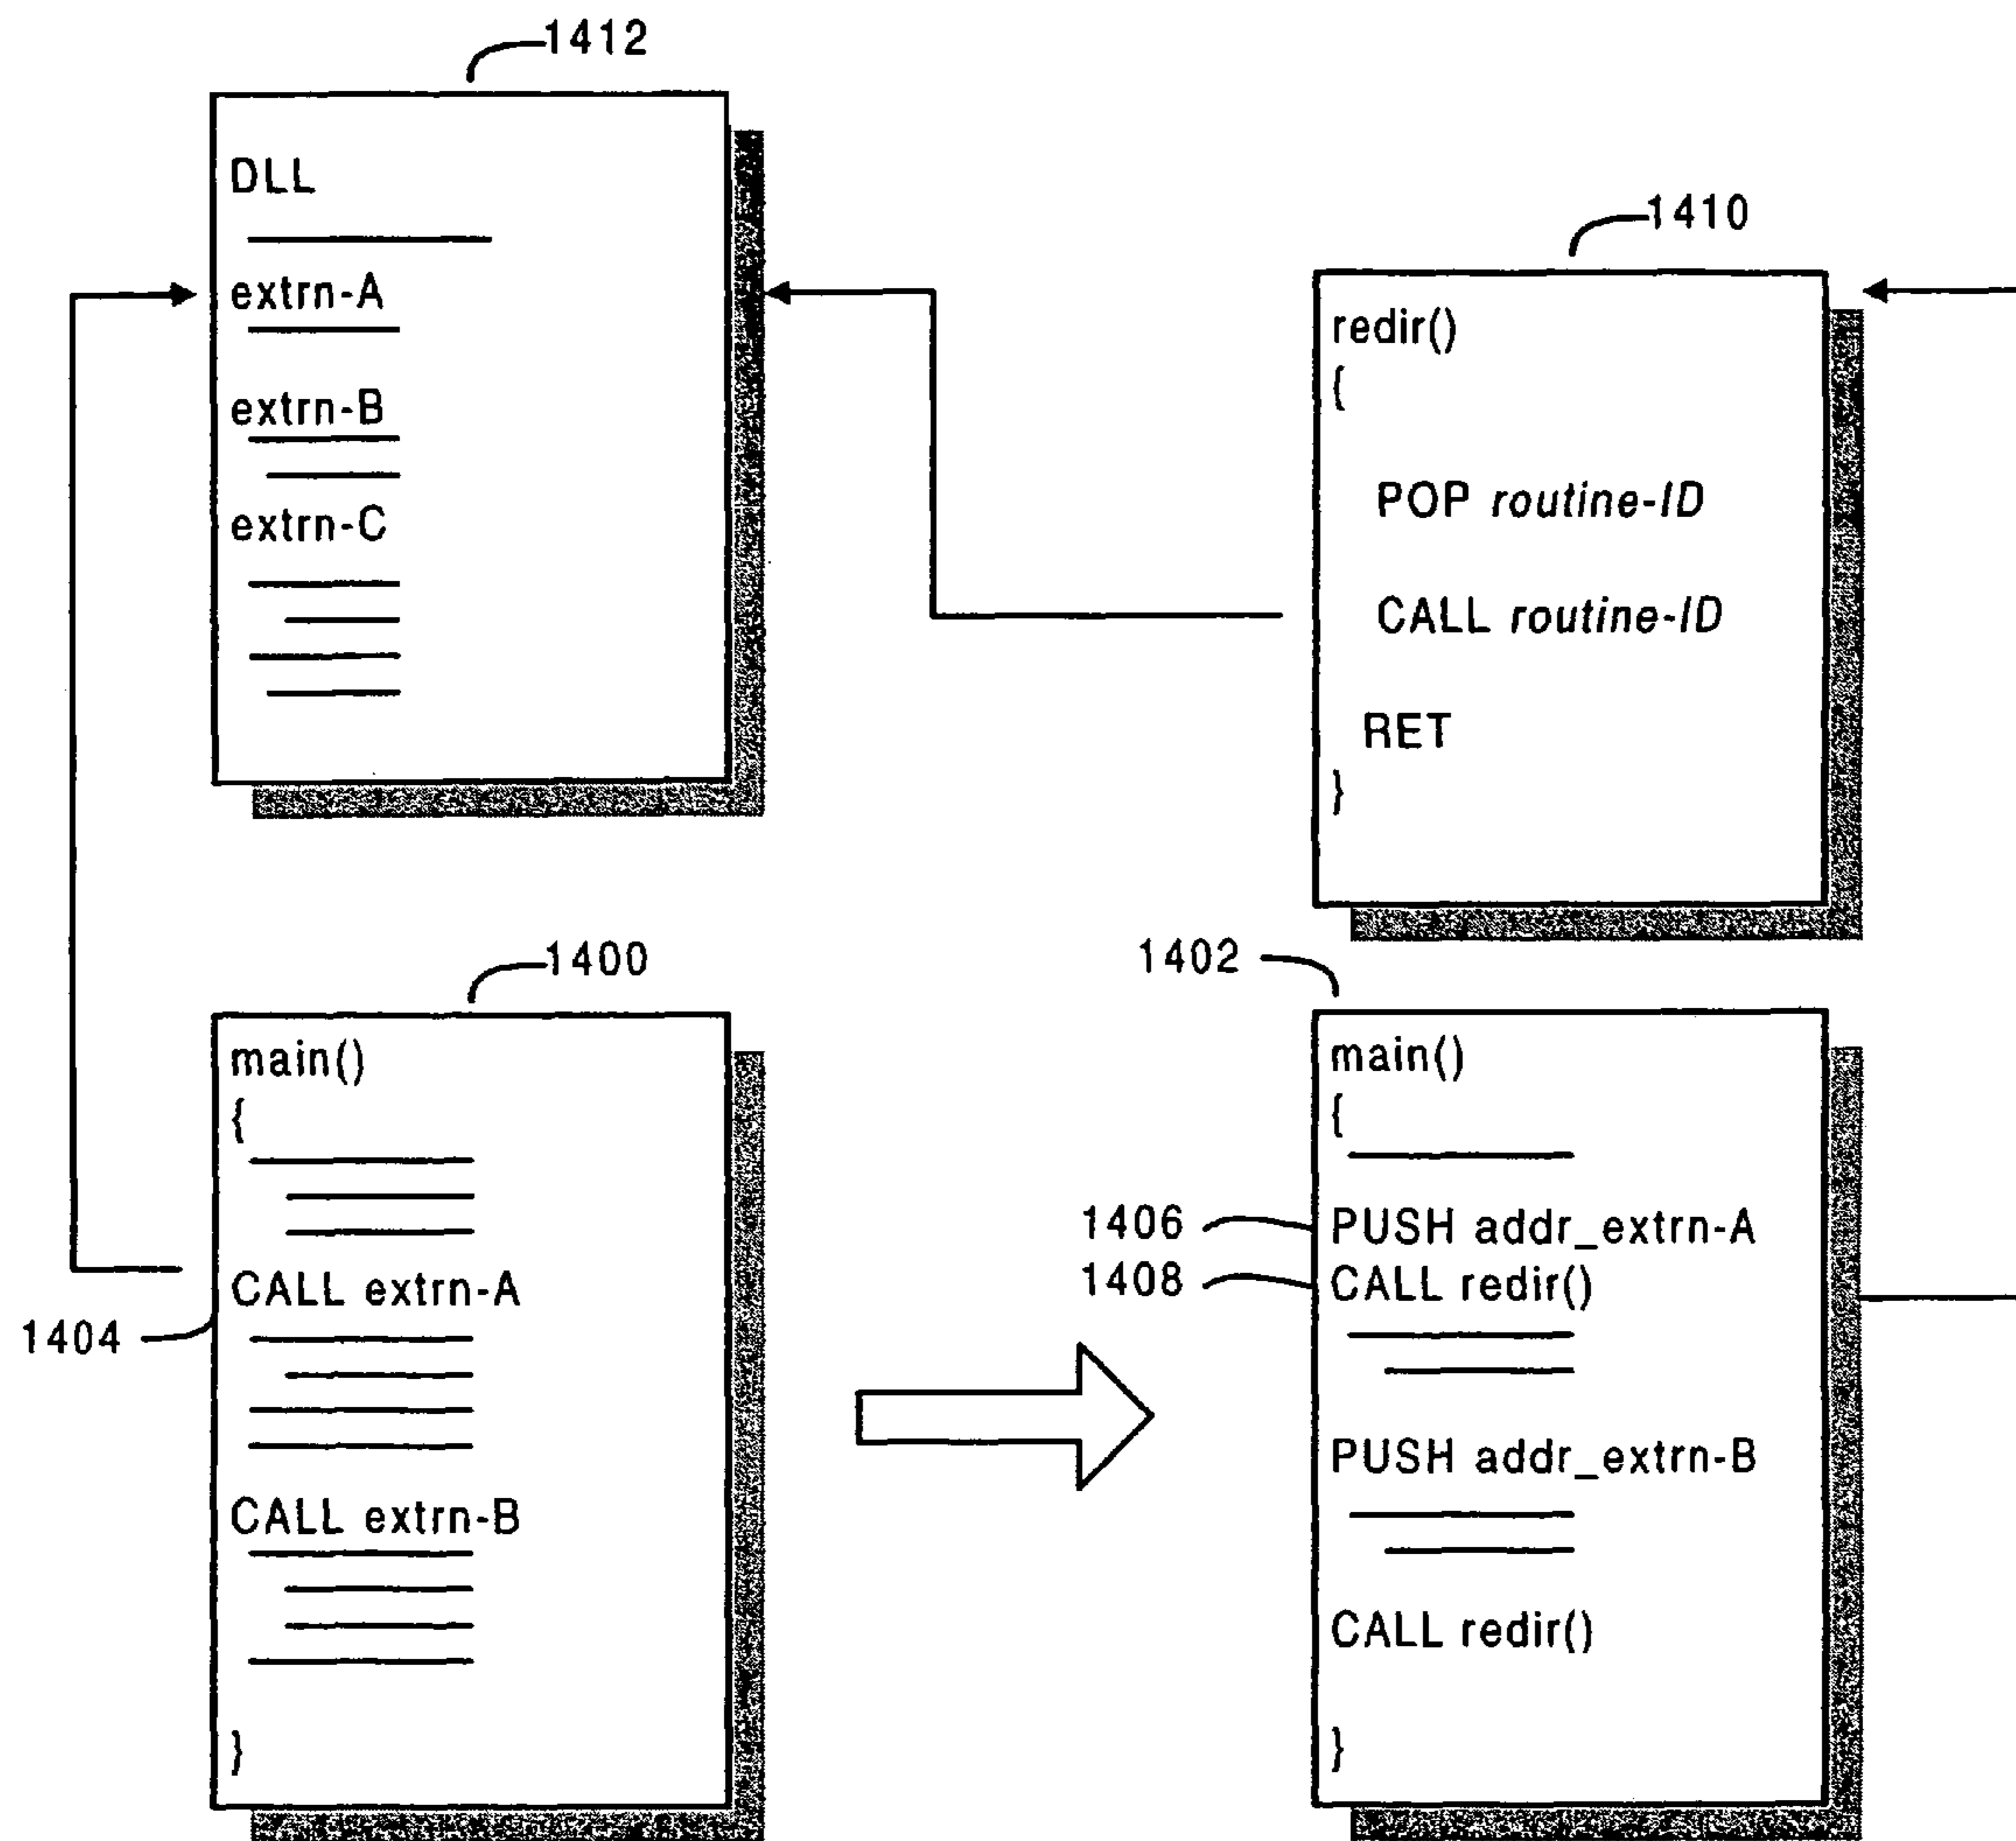 1412
DLL
extrn-A
extrn-B
extrn-C
1410
redir()
{
POP routine-ID
CALL routine-ID
RET
}
1400
main()
{
CALL extrn-A
1404
CALL extrn-B
}
1402
main()
{
1406 PUSH addr_extrn-A
1408 CALL redir()
PUSH addr_extrn-B
CALL redir()
}